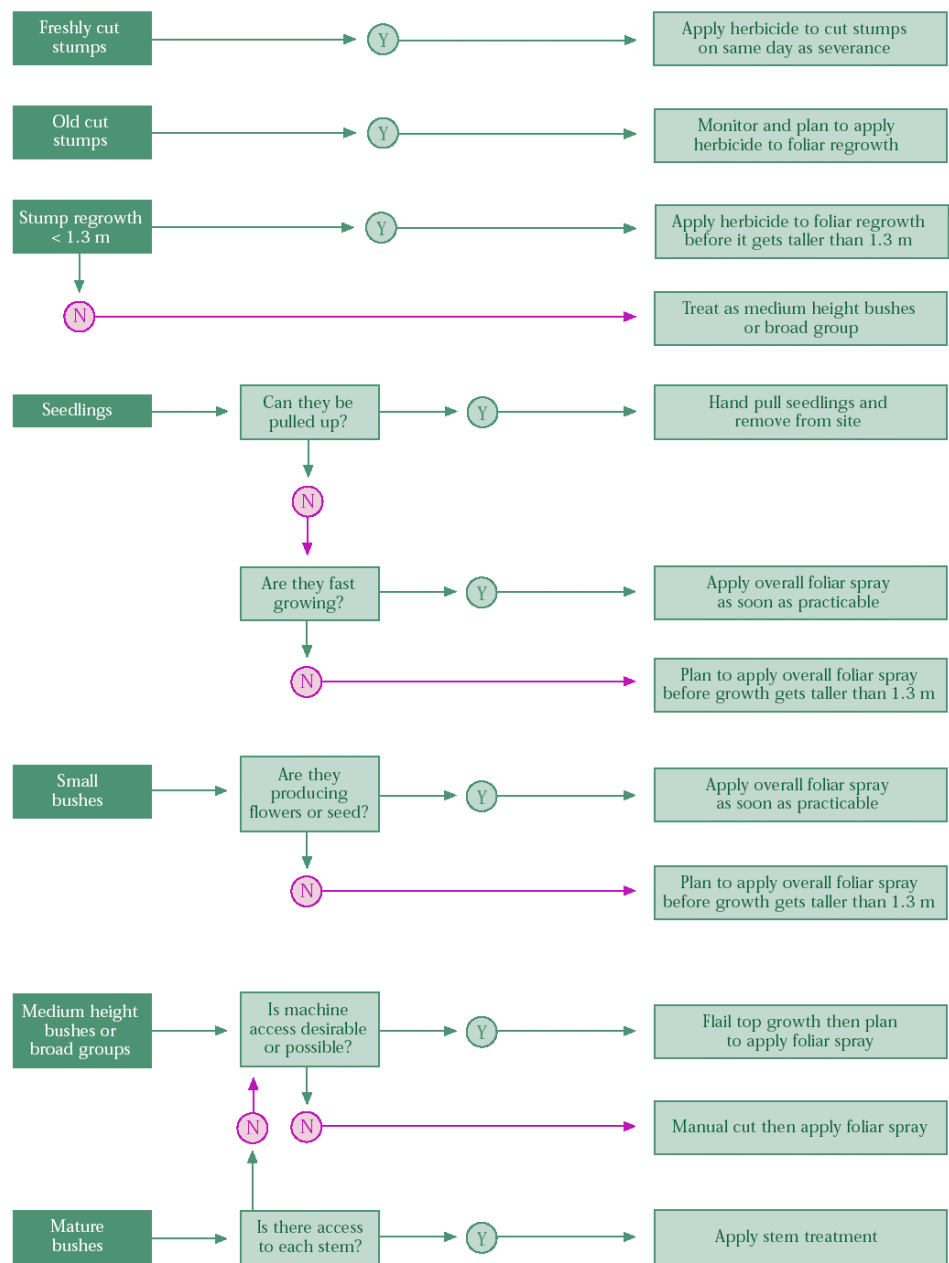 Freshly cut
stumps
Y
Apply herbicide to cut stumps
on same day as severance
Old cut
stumps
Y
Monitor and plan to apply
herbicide to foliar regrowth
Stump regrowth
< 1.3 m
Y
Apply herbicide to foliar regrowth
before it gets taller than 1.3 m
N
Treat as medium height bushes
or broad group
Seedlings
Can they be
pulled up?
Y
Hand pull seedlings and
remove from site
N
Are they fast
growing?
Y
Apply overall foliar spray
as soon as practicable
N
Plan to apply overall foliar spray
before growth gets taller than 1.3 m
Small
bushes
Are they
producing
flowers or seed?
Y
Apply overall foliar spray
as soon as practicable
N
Plan to apply overall foliar spray
before growth gets taller than 1.3 m
Medium height
bushes or
broad groups
Is machine
access desirable
or possible?
Y
Flail top growth then plan
to apply foliar spray
N
N
Manual cut then apply foliar spray
Mature
bushes
Is there access
to each stem?
Y
Apply stem treatment